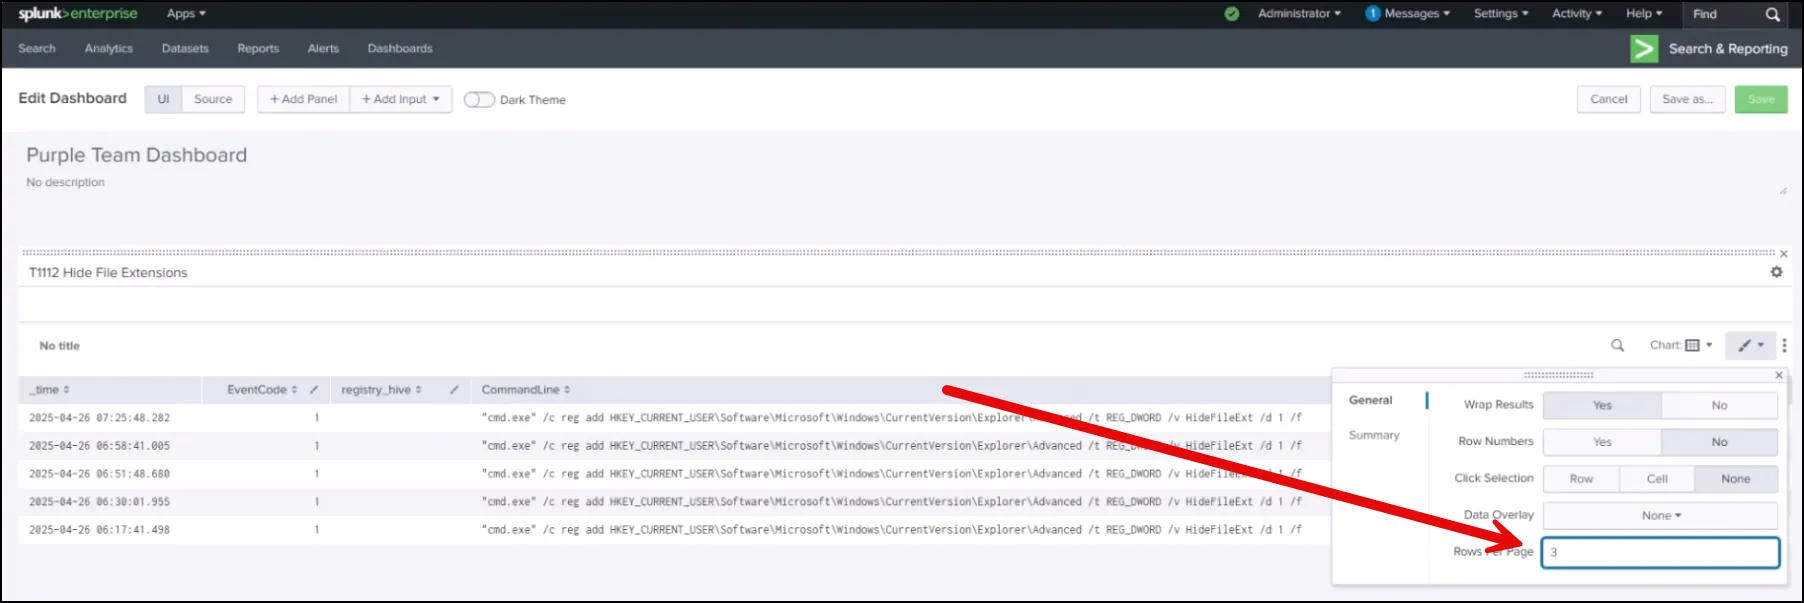 splunk>enterprise Apps Administrator 1 Messages Settings Activity Help Find
Search Analytics Datasets Reports Alerts Dashboards Search & Reporting
Edit Dashboard UI Source + Add Panel + Add Input Dark Theme Cancel Save as... Save
Purple Team Dashboard
No description
T1112 Hide File Extensions
No title
Chart:
_time EventCode registry_hive CommandLine
2025-04-26 07:25:48.282 1 "cmd.exe" /c reg add HKEY_CURRENT_USER\Software\Microsoft\Windows\CurrentVersion\Explorer\Advanced /t REG_DWORD /v HideFileExt /d 1 /f
2025-04-26 06:58:41.005 1 "cmd.exe" /c reg add HKEY_CURRENT_USER\Software\Microsoft\Windows\CurrentVersion\Explorer\Advanced /t REG_DWORD /v HideFileExt /d 1 /f
2025-04-26 06:51:48.680 1 "cmd.exe" /c reg add HKEY_CURRENT_USER\Software\Microsoft\Windows\CurrentVersion\Explorer\Advanced /t REG_DWORD /v HideFileExt /d 1 /f
2025-04-26 06:30:01.955 1 "cmd.exe" /c reg add HKEY_CURRENT_USER\Software\Microsoft\Windows\CurrentVersion\Explorer\Advanced /t REG_DWORD /v HideFileExt /d 1 /f
2025-04-26 06:17:41.498 1 "cmd.exe" /c reg add HKEY_CURRENT_USER\Software\Microsoft\Windows\CurrentVersion\Explorer\Advanced /t REG_DWORD /v HideFileExt /d 1 /f
General
Summary
Wrap Results Yes No
Row Numbers Yes No
Click Selection Row Cell None
Data Overlay None
Rows Per Page 3